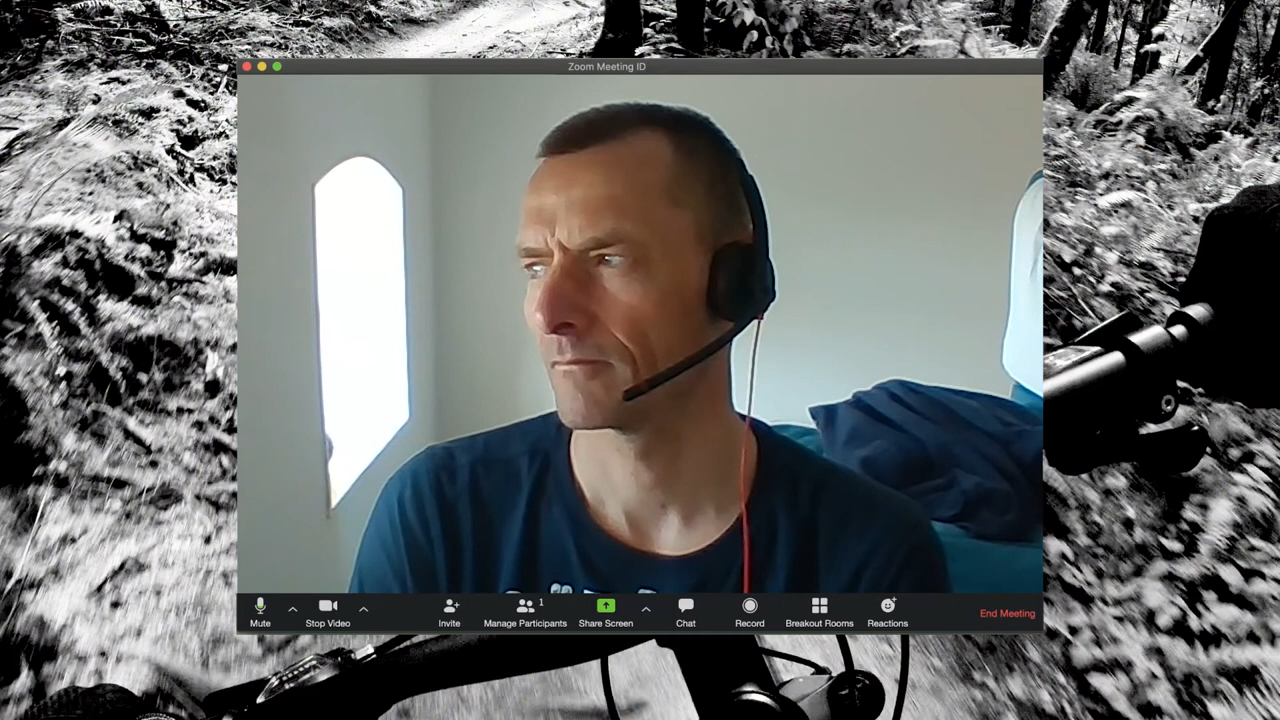 Zoom Meeting ID
1
Mute
Stop Video
Invite
Manage Participants
Share Screen
Chat
Record
Breakout Rooms
Reactions
End Meeting